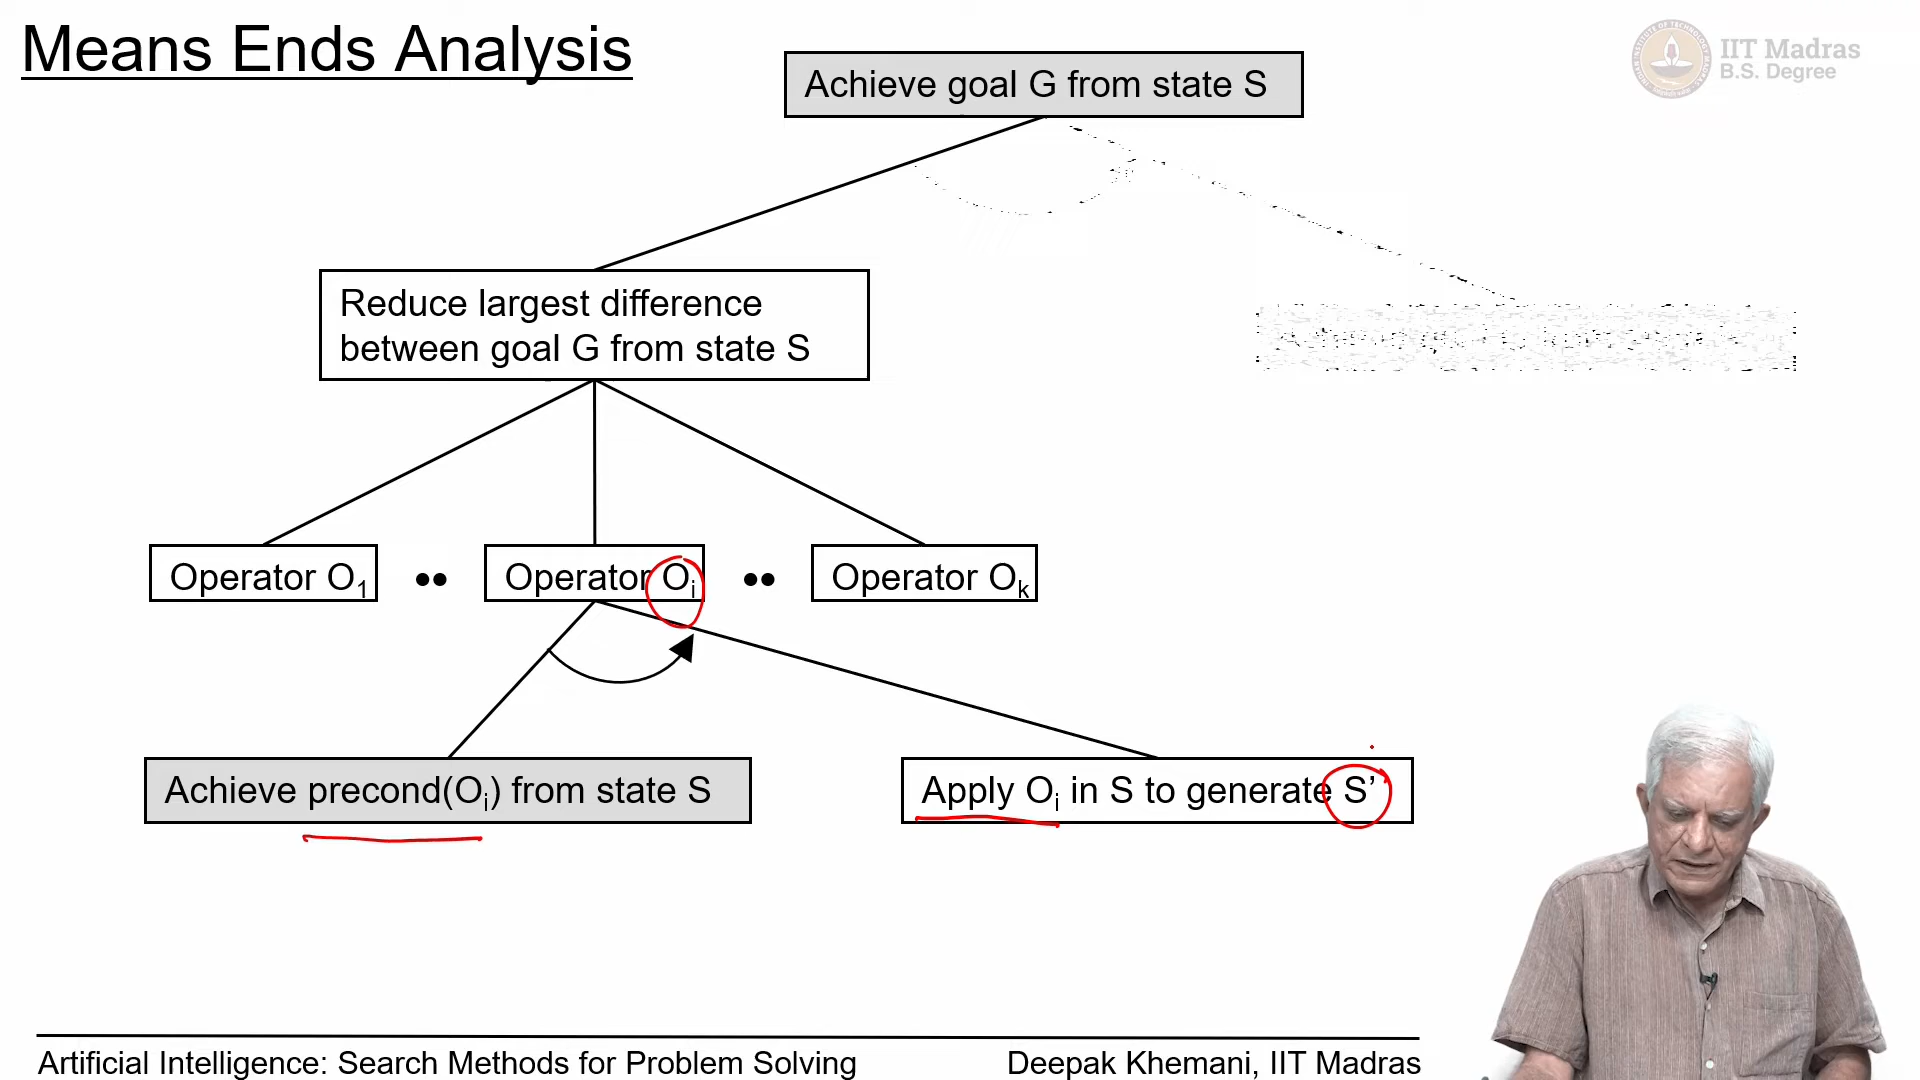 Means Ends Analysis
IIT Madras
B.S. Degree
Achieve goal G from state S
Reduce largest difference
between goal G from state S
Operator O1
Operator Oi
Operator Ok
Achieve precond(Oi) from state S
Apply Oi in S to generate S’
Artificial Intelligence: Search Methods for Problem Solving
Deepak Khemani, IIT Madras